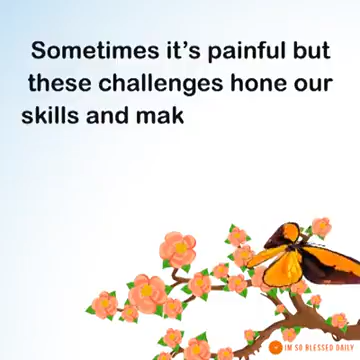 Sometimes it's painful but
these challenges hone our
skills and mak
IM SO BLESSED DAILY